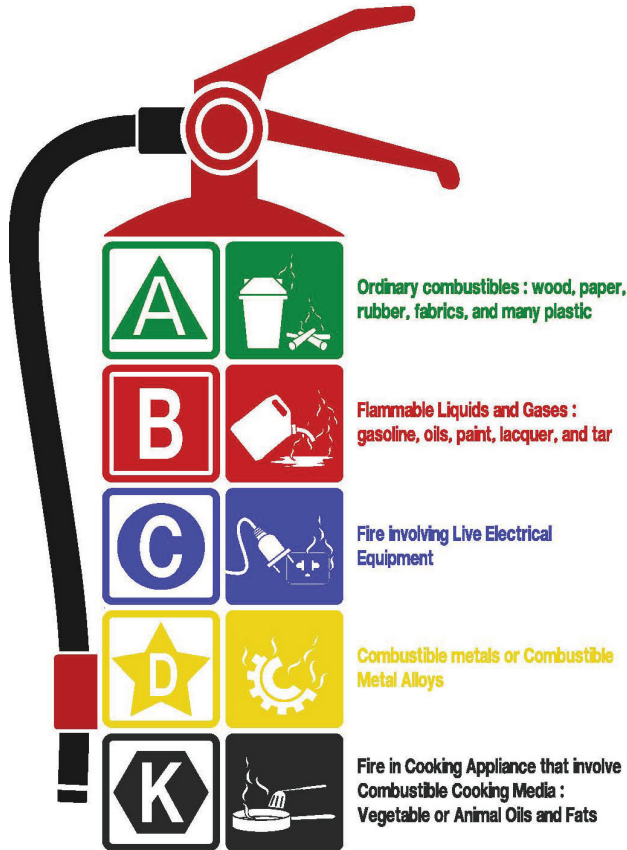 A
Ordinary combustibles : wood, paper,
rubber, fabrics, and many plastic
B
Flammable Liquids and Gases :
gasoline, oils, paint, lacquer, and tar
C
Fire involving Live Electrical
Equipment
D
Combustible metals or Combustible
Metal Alloys
K
Fire in Cooking Appliance that involve
Combustible Cooking Media :
Vegetable or Animal Oils and Fats